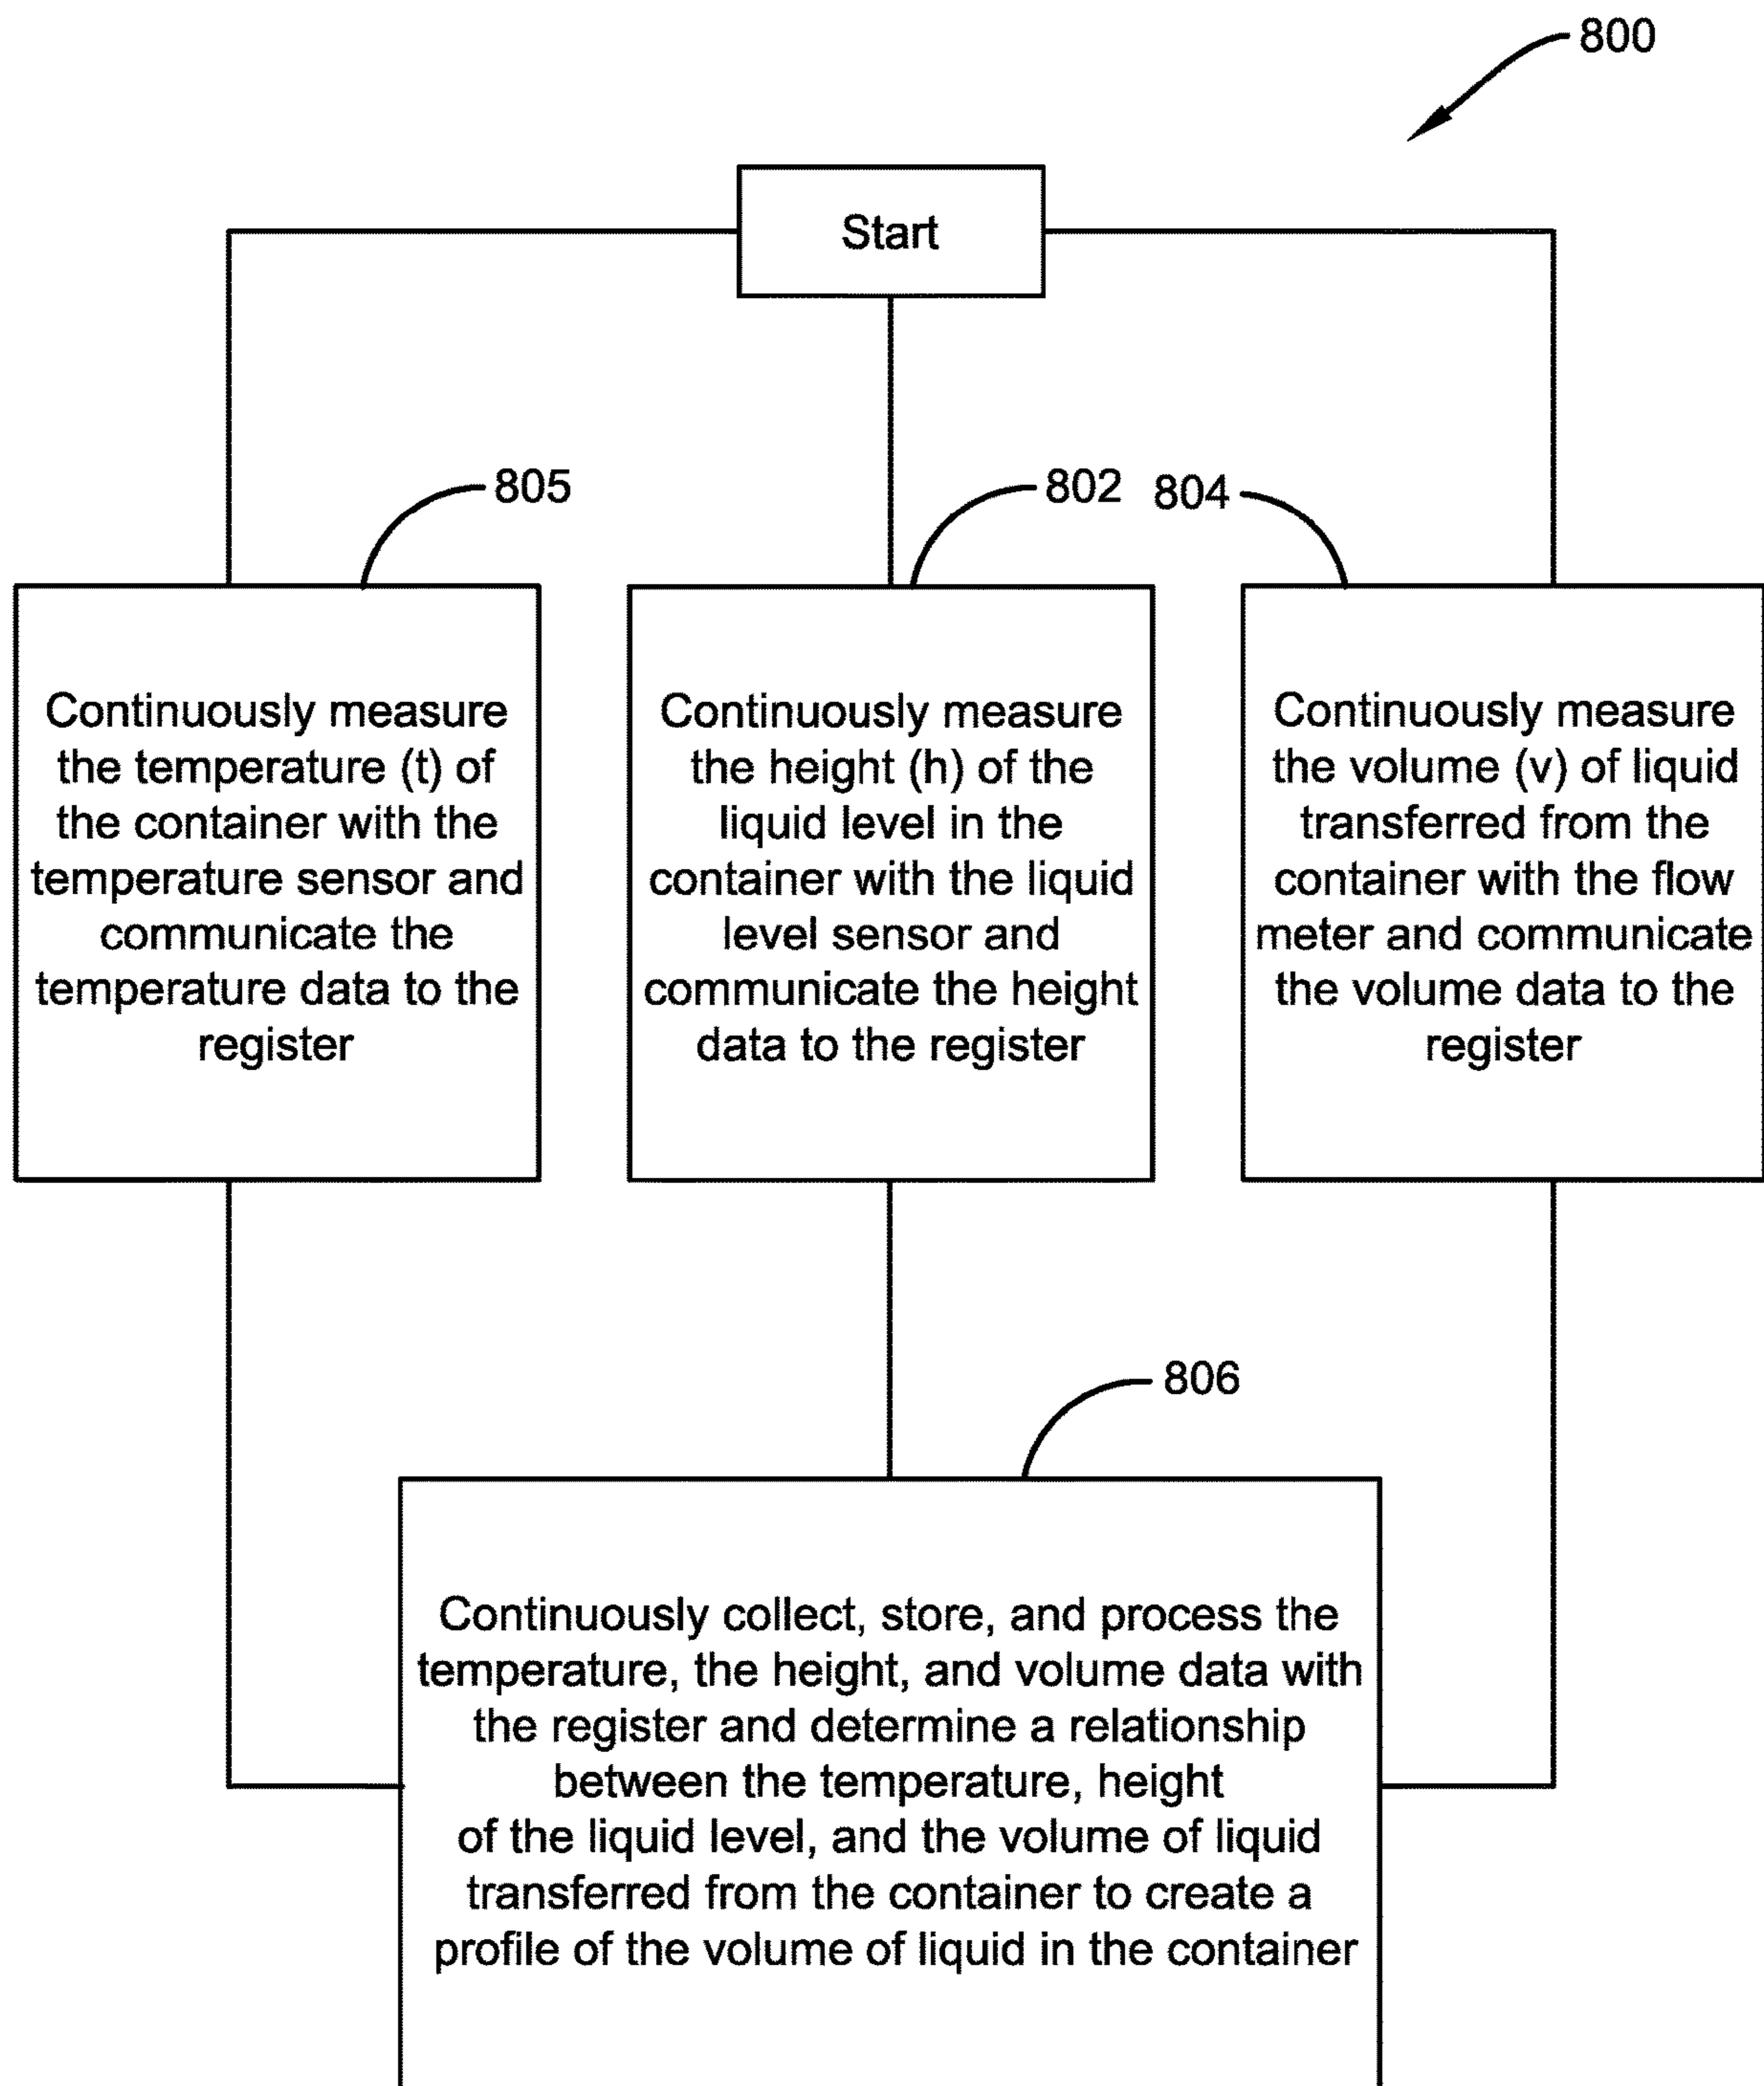 800
Start
805
802
804
Continuously measure
the temperature (t) of
the container with the
temperature sensor and
communicate the
temperature data to the
register
Continuously measure
the height (h) of the
liquid level in the
container with the liquid
level sensor and
communicate the height
data to the register
Continuously measure
the volume (v) of liquid
transferred from the
container with the flow
meter and communicate
the volume data to the
register
806
Continuously collect, store, and process the
temperature, the height, and volume data with
the register and determine a relationship
between the temperature, height
of the liquid level, and the volume of liquid
transferred from the container to create a
profile of the volume of liquid in the container